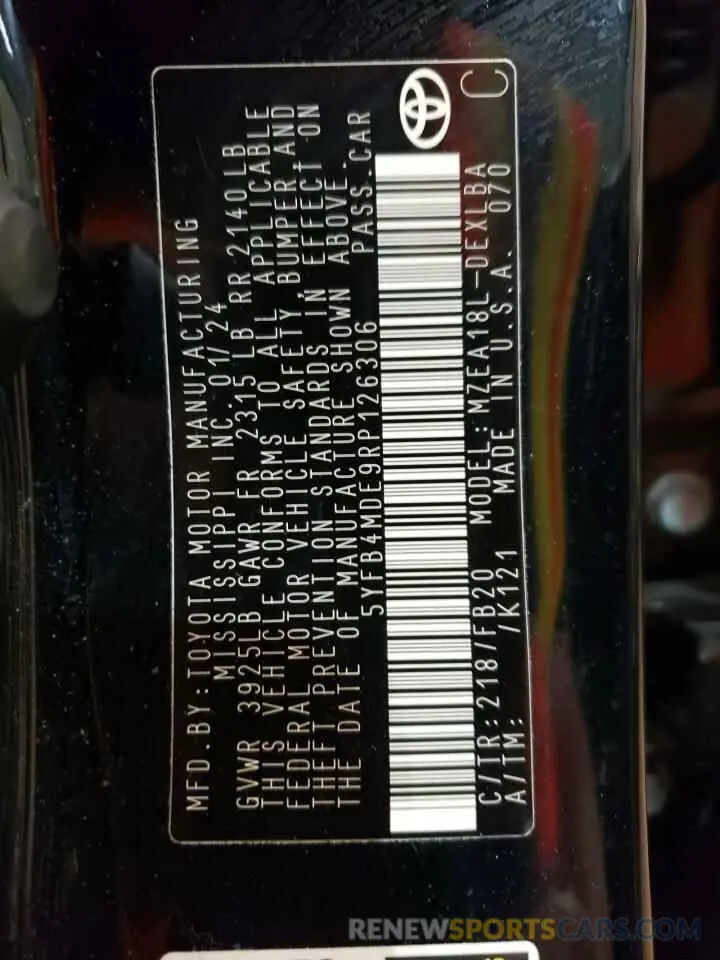 MFD.BY:TOYOTA MOTOR MANUFACTURING
MISSISSIPPI INC. 01/24
GVWR 3925LB GAWR FR 2315 LB RR 2140LB
THIS VEHICLE CONFORMS TO ALL APPLICABLE
FEDERAL MOTOR VEHICLE SAFETY, BUMPER, AND
THEFT PREVENTION STANDARDS IN EFFECT ON
THE DATE OF MANUFACTURE SHOWN ABOVE.
5YFB4MDE9RP126306 PASS.CAR
C/TR:218/FB20 MODEL:MZEA18L-DEXLBA
A/TM: /K121 MADE IN U.S.A. 070
C
RENEWSPORTSCARS.COM